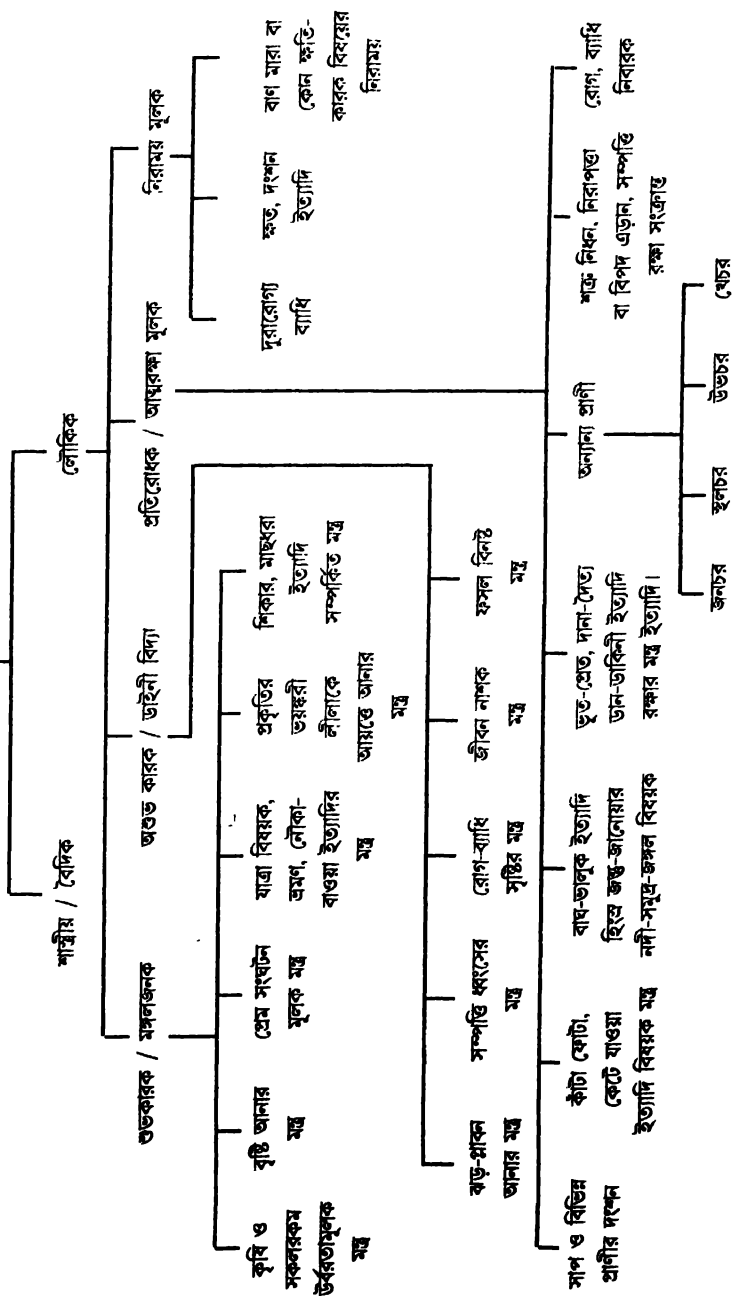 শাস্ত্রীয় / বৈদিক
লৌকিক
শুভকারক / মঙ্গলজনক
অশুভ কারক / ডাইনী বিদ্যা
প্রতিরোধক / আত্মরক্ষা মূলক
নিরাময় মূলক
কৃষি ও
সকলরকম
উর্বরতামূলক
মন্ত্র
বৃষ্টি আনার
মন্ত্র
প্রেম সংঘটন
মূলক মন্ত্র
যাত্রা বিষয়ক,
ভ্রমণ, নৌকা-
বাওয়া ইত্যাদির
মন্ত্র
প্রকৃতির
ভয়ঙ্করী
লীলাকে
আয়ত্তে আনার
মন্ত্র
শিকার, মাছধরা
ইত্যাদি
সম্পর্কিত মন্ত্র
দুরারোগ্য
ব্যাধি
ক্ষত, দংশন
ইত্যাদি
বাণ মারা বা
কোন ক্ষতি-
কারক বিষয়ের
নিরাময়
ঝড়-প্লাবন
আনার মন্ত্র
সম্পত্তি ধ্বংসের
মন্ত্র
রোগ-ব্যাধি
সৃষ্টির মন্ত্র
জীবন নাশক
মন্ত্র
ফসল বিনষ্ট
মন্ত্র
সাপ ও বিভিন্ন
প্রাণীর দংশন
কাঁটা ফোটা,
কেটে যাওয়া
ইত্যাদি বিষয়ক মন্ত্র
বাঘ-ভালুক ইত্যাদি
হিংস্র জন্তু-জানোয়ার
নদী-সমুদ্র-জঙ্গল বিষয়ক
ভূত-প্রেত, দানা-দৈত্য
ডান-ডাকিনী ইত্যাদি
রক্ষার মন্ত্র ইত্যাদি।
অন্যান্য প্রাণী
শত্রু নিধন, নিরাপত্তা
বা বিপদ এড়ান, সম্পত্তি
রক্ষা সংক্রান্ত
রোগ, ব্যাধি
নিবারক
জনচর
স্থলচর
উভচর
খেচর